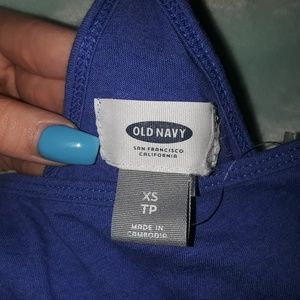 OLD NAVY
SAN FRANCISCO
CALIFORNIA
XS
TP
MADE IN
CAMBODIA